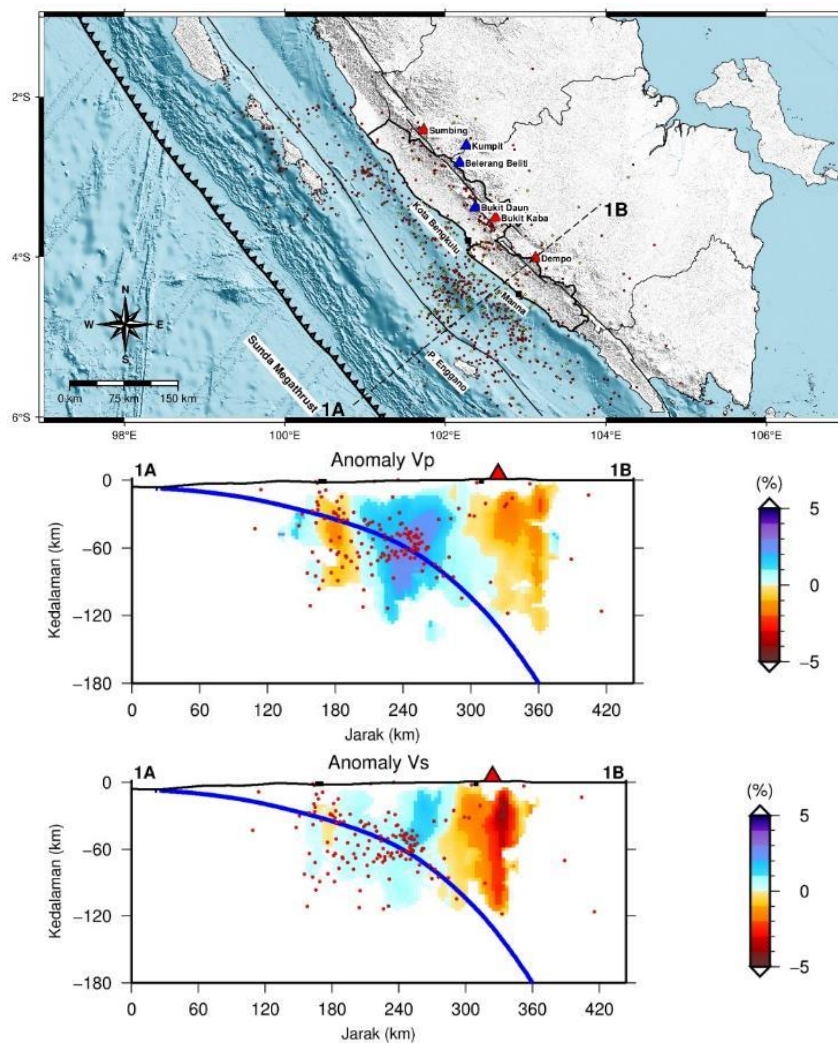 2°S
4°S
6°S
98°E
100°E
102°E
104°E
106°E
Sumbing
Kumpit
Belerang Beliti
Bukit Daun
Bukit Kaba
Dempo
1B
Kota Bengkulu
Manna
P. Enggano
Sunda Megathrust
1A
N
W
E
S
0 km
75 km
150 km
1A
Anomaly Vp
1B
Kedalaman (km)
0
−60
−120
−180
0
60
120
180
240
300
360
420
Jarak (km)
(%)
5
0
−5
1A
Anomaly Vs
1B
Kedalaman (km)
0
−60
−120
−180
0
60
120
180
240
300
360
420
Jarak (km)
(%)
5
0
−5